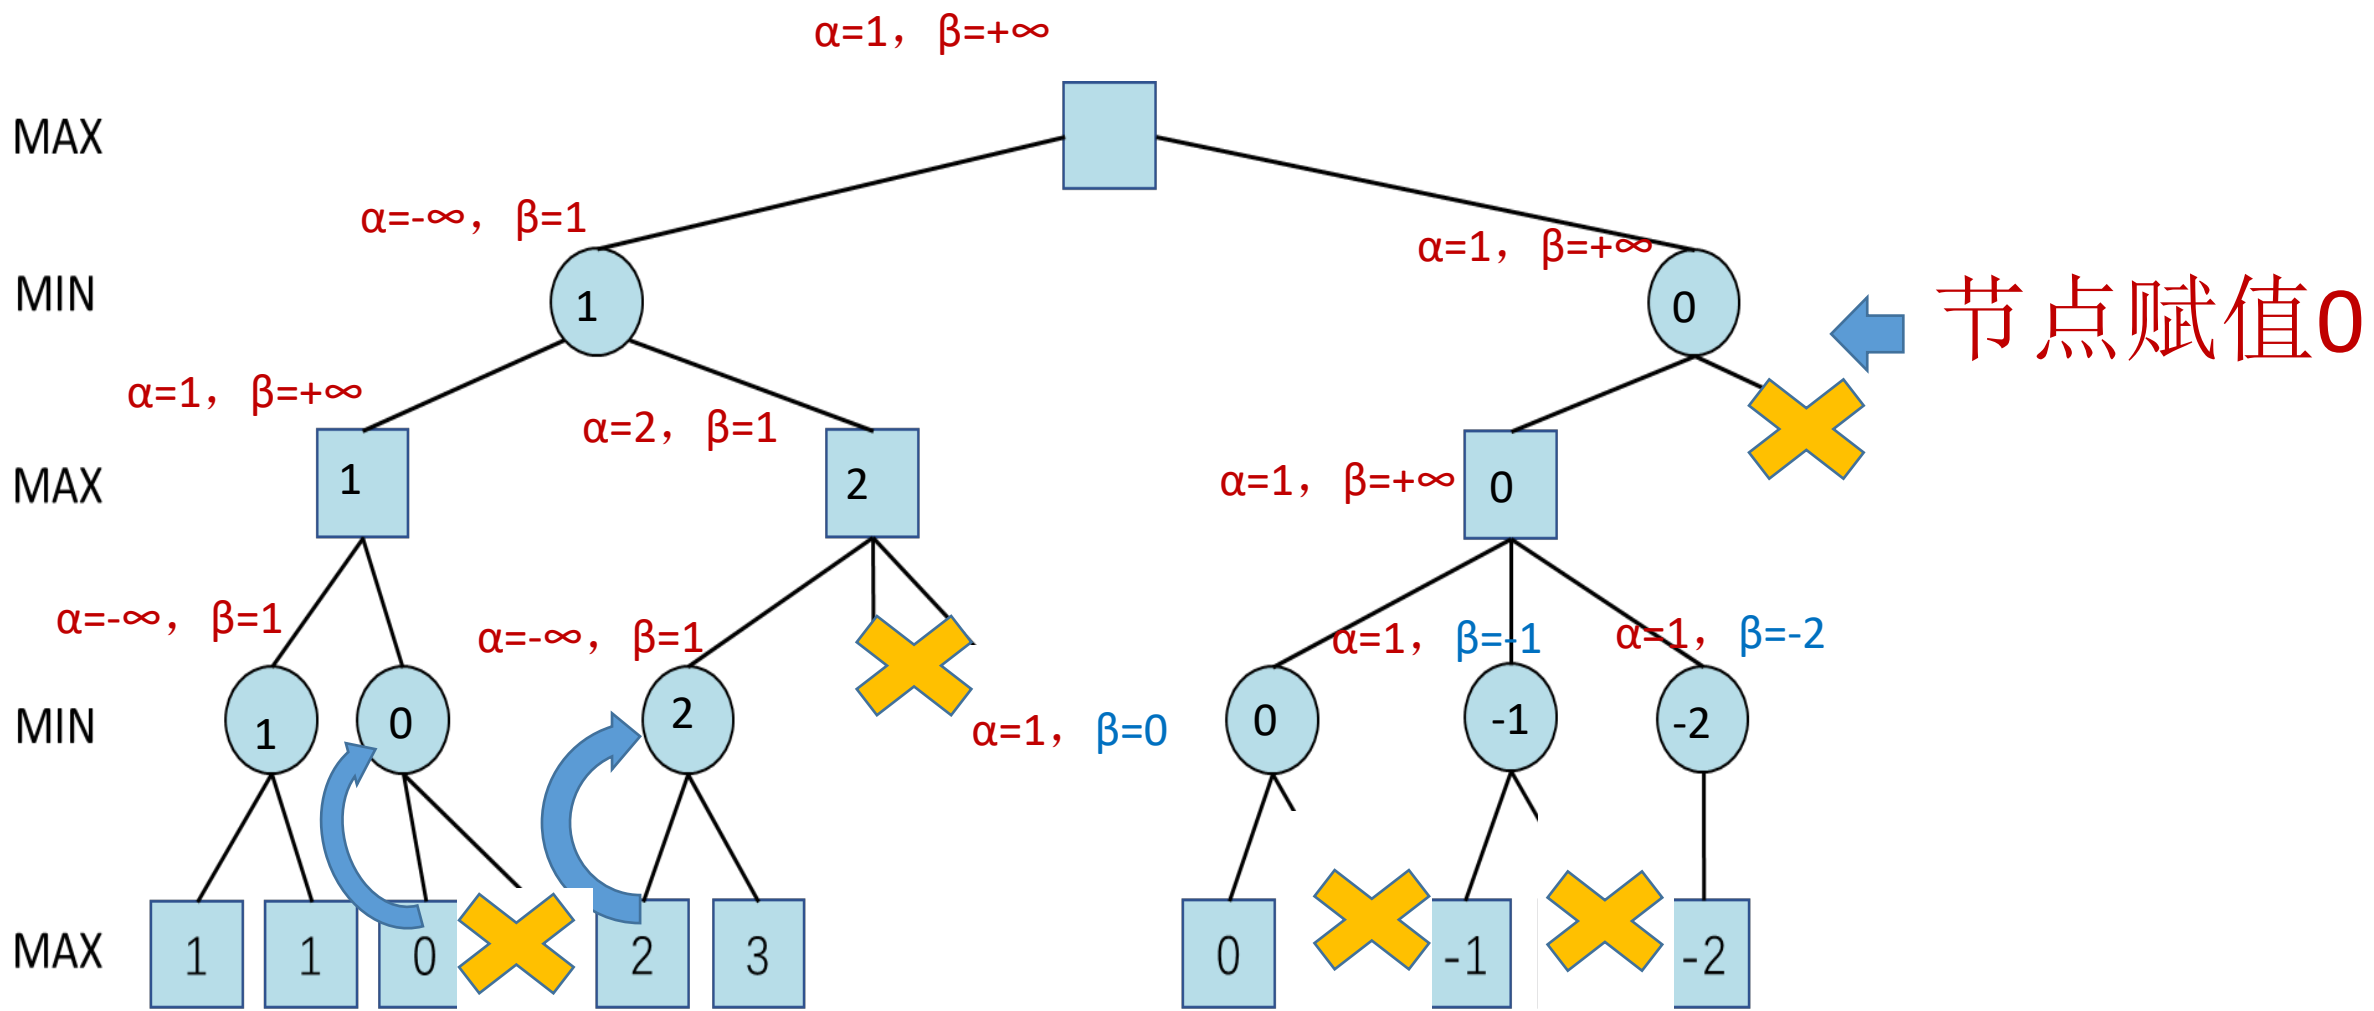 α=1，β=+∞
MAX
α=-∞，β=1
α=1，β=+∞
MIN
1
0
节点赋值0
α=1，β=+∞
α=2，β=1
MAX
1
2
α=1，β=+∞
0
α=-∞，β=1
α=-∞，β=1
α=1，β=-1
α=1，β=-2
MIN
1
0
2
α=1，β=0
0
-1
-2
MAX
1
1
0
2
3
0
-1
-2